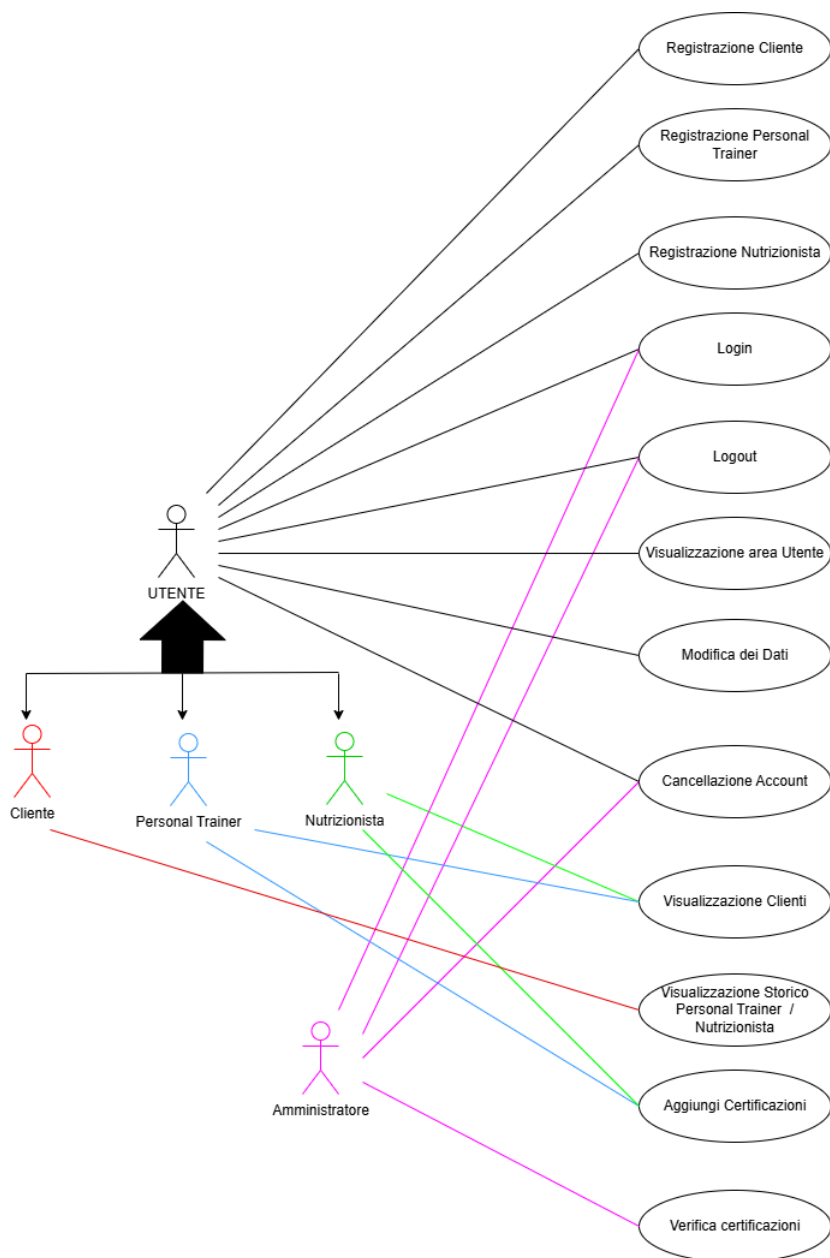 Registrazione Cliente
Registrazione Personal
Trainer
Registrazione Nutrizionista
Login
Logout
Visualizzazione area Utente
UTENTE
Modifica dei Dati
Cancellazione Account
Cliente
Personal Trainer
Nutrizionista
Visualizzazione Clienti
Visualizzazione Storico
Personal Trainer /
Nutrizionista
Amministratore
Aggiungi Certificazioni
Verifica certificazioni